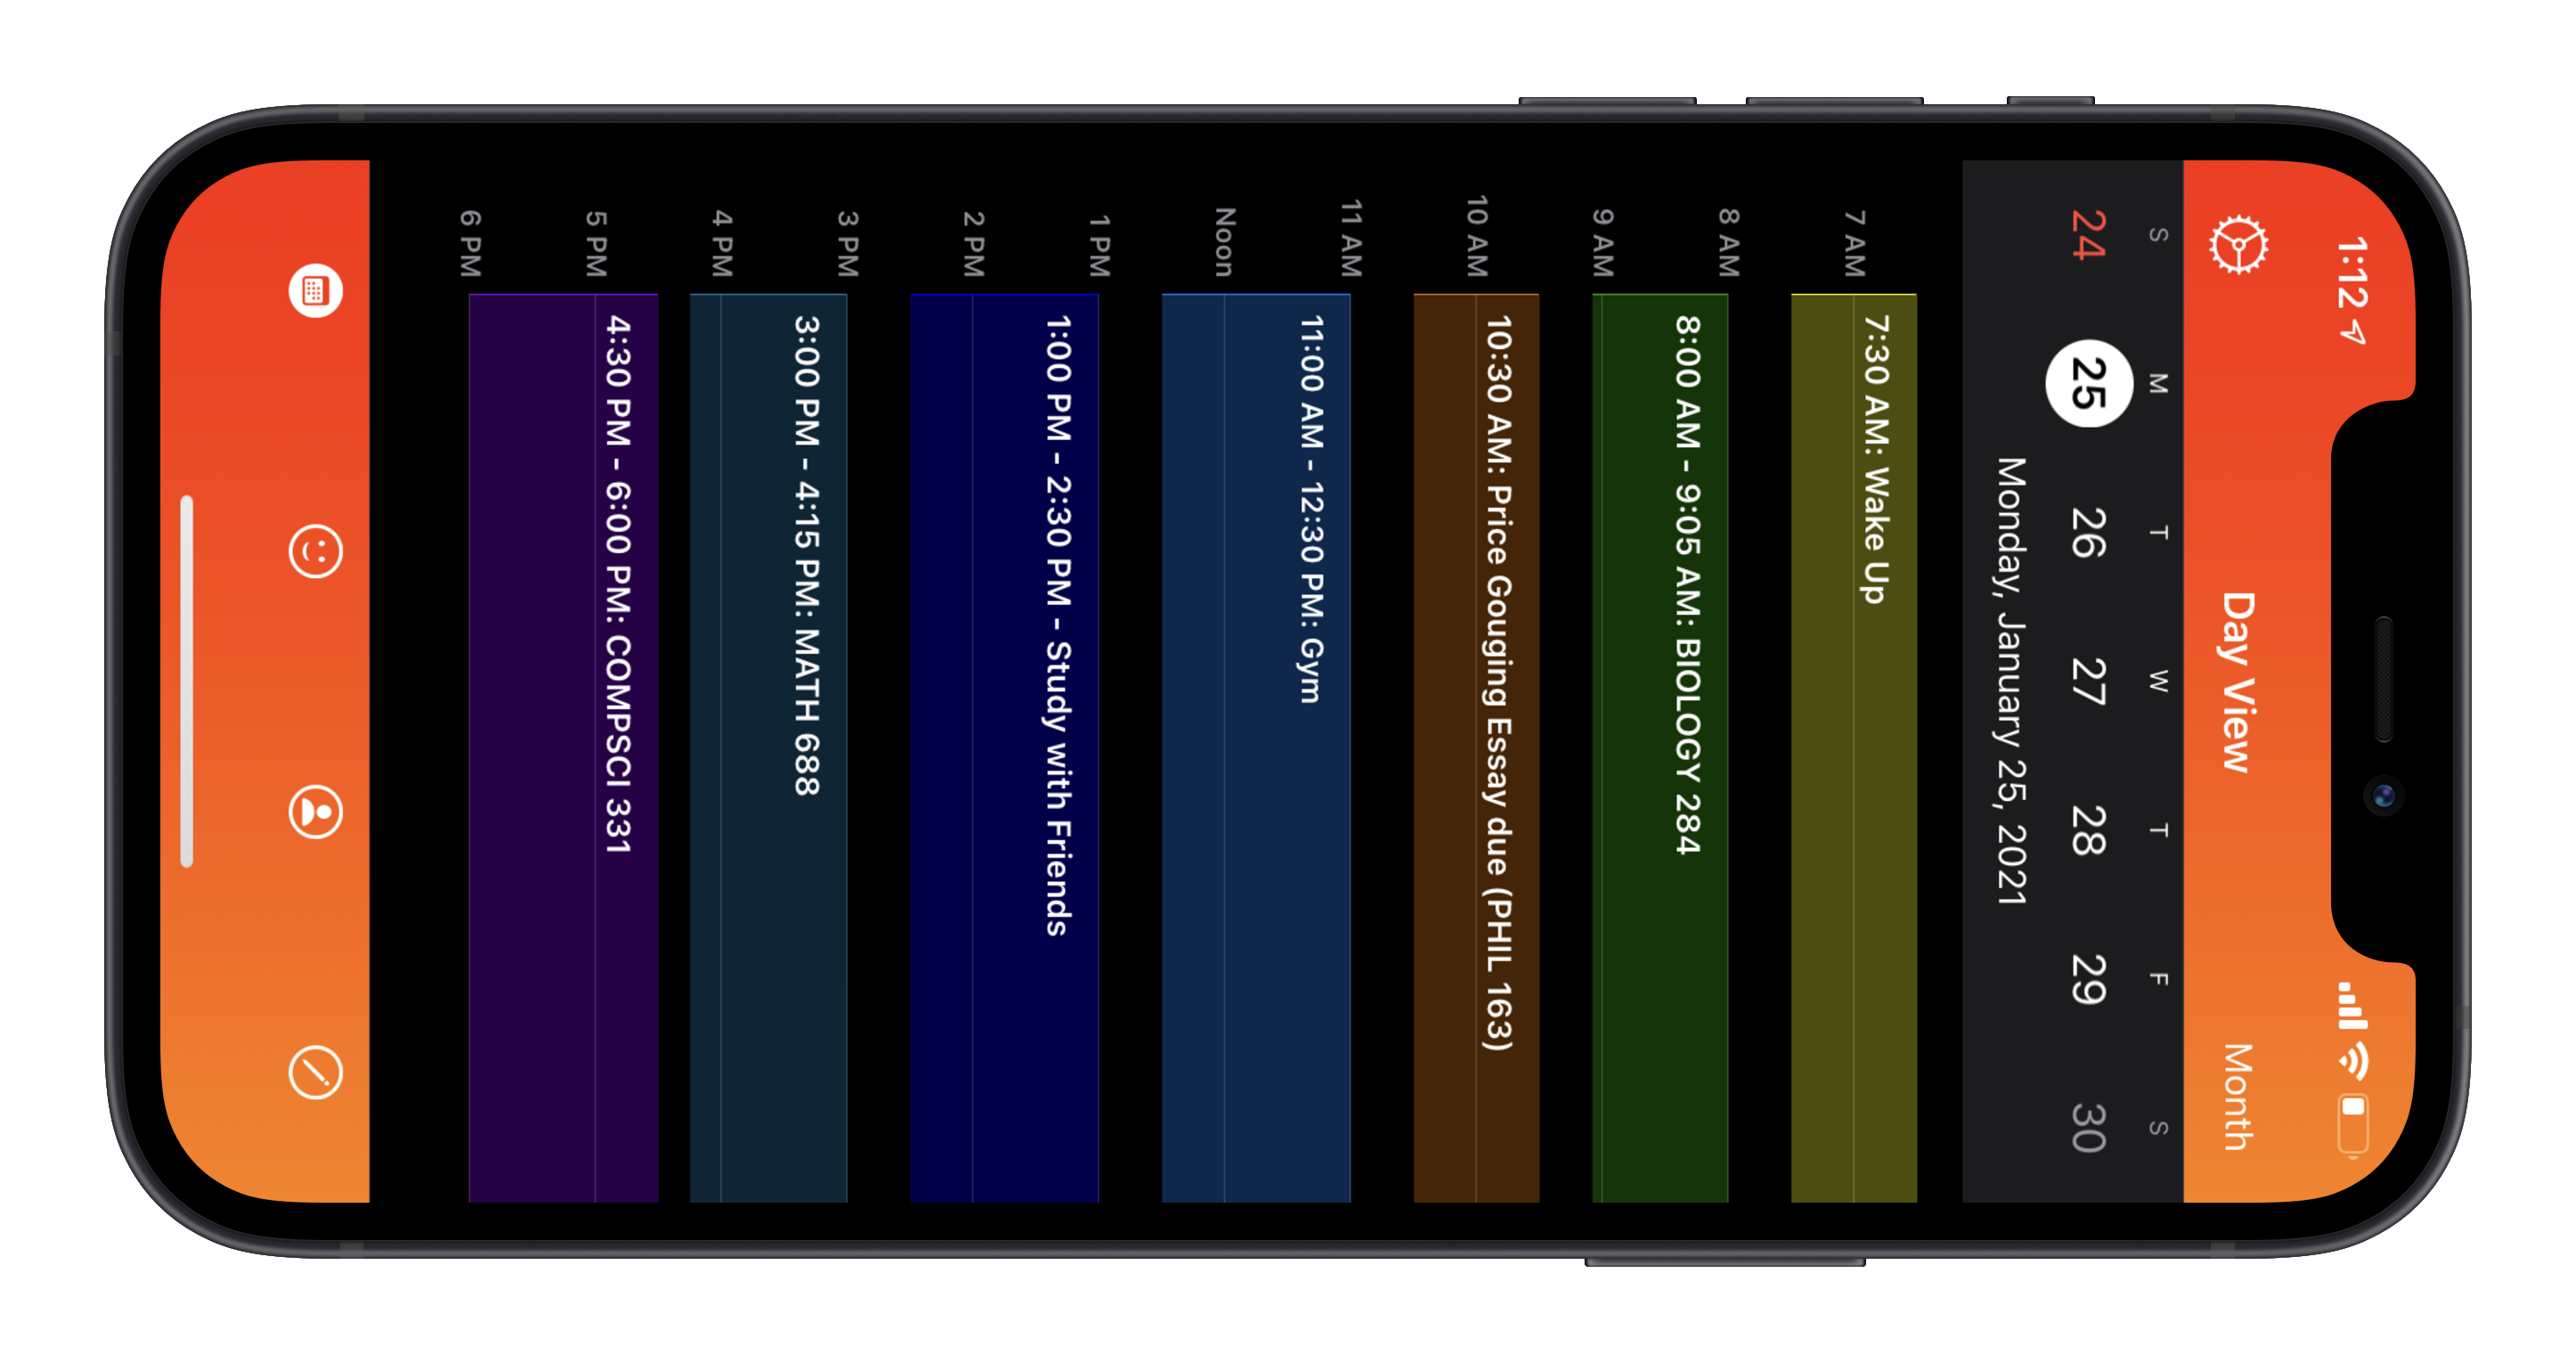 1:12
Day View
Month
S M T W T F S
24 25 26 27 28 29 30
Monday, January 25, 2021
7 AM
7:30 AM: Wake Up
8 AM
8:00 AM - 9:05 AM: BIOLOGY 284
9 AM
10 AM
10:30 AM: Price Gouging Essay due (PHIL 163)
11 AM
11:00 AM - 12:30 PM: Gym
Noon
1 PM
1:00 PM - 2:30 PM - Study with Friends
2 PM
3 PM
3:00 PM - 4:15 PM: MATH 688
4 PM
4:30 PM - 6:00 PM: COMPSCI 331
5 PM
6 PM